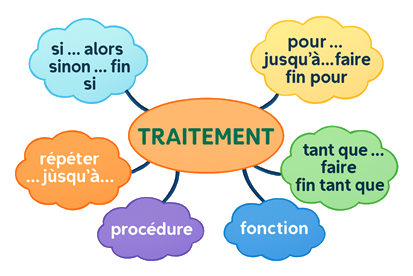 si ... alors
sinon ... fin
si
pour ...
jusqu'à...faire
fin pour
TRAITEMENT
répéter
... jùsqu'à...
tant que ...
faire
fin tant que
procédure
fonction